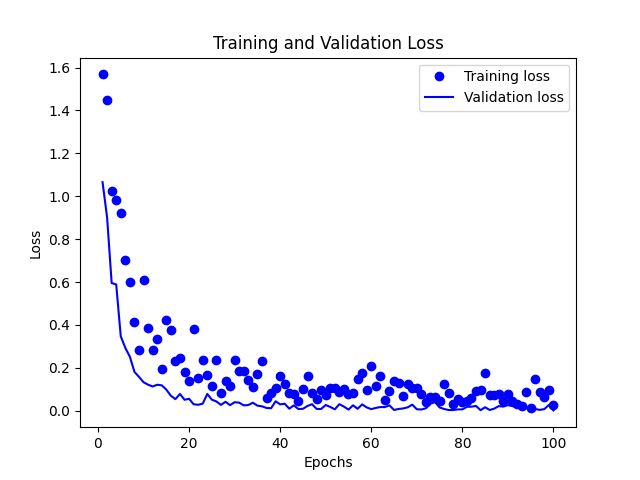 Training and Validation Loss
Training loss
Validation loss
1.6
1.4
1.2
1.0
0.8
0.6
0.4
0.2
0.0
Loss
0 20 40 60 80 100
Epochs